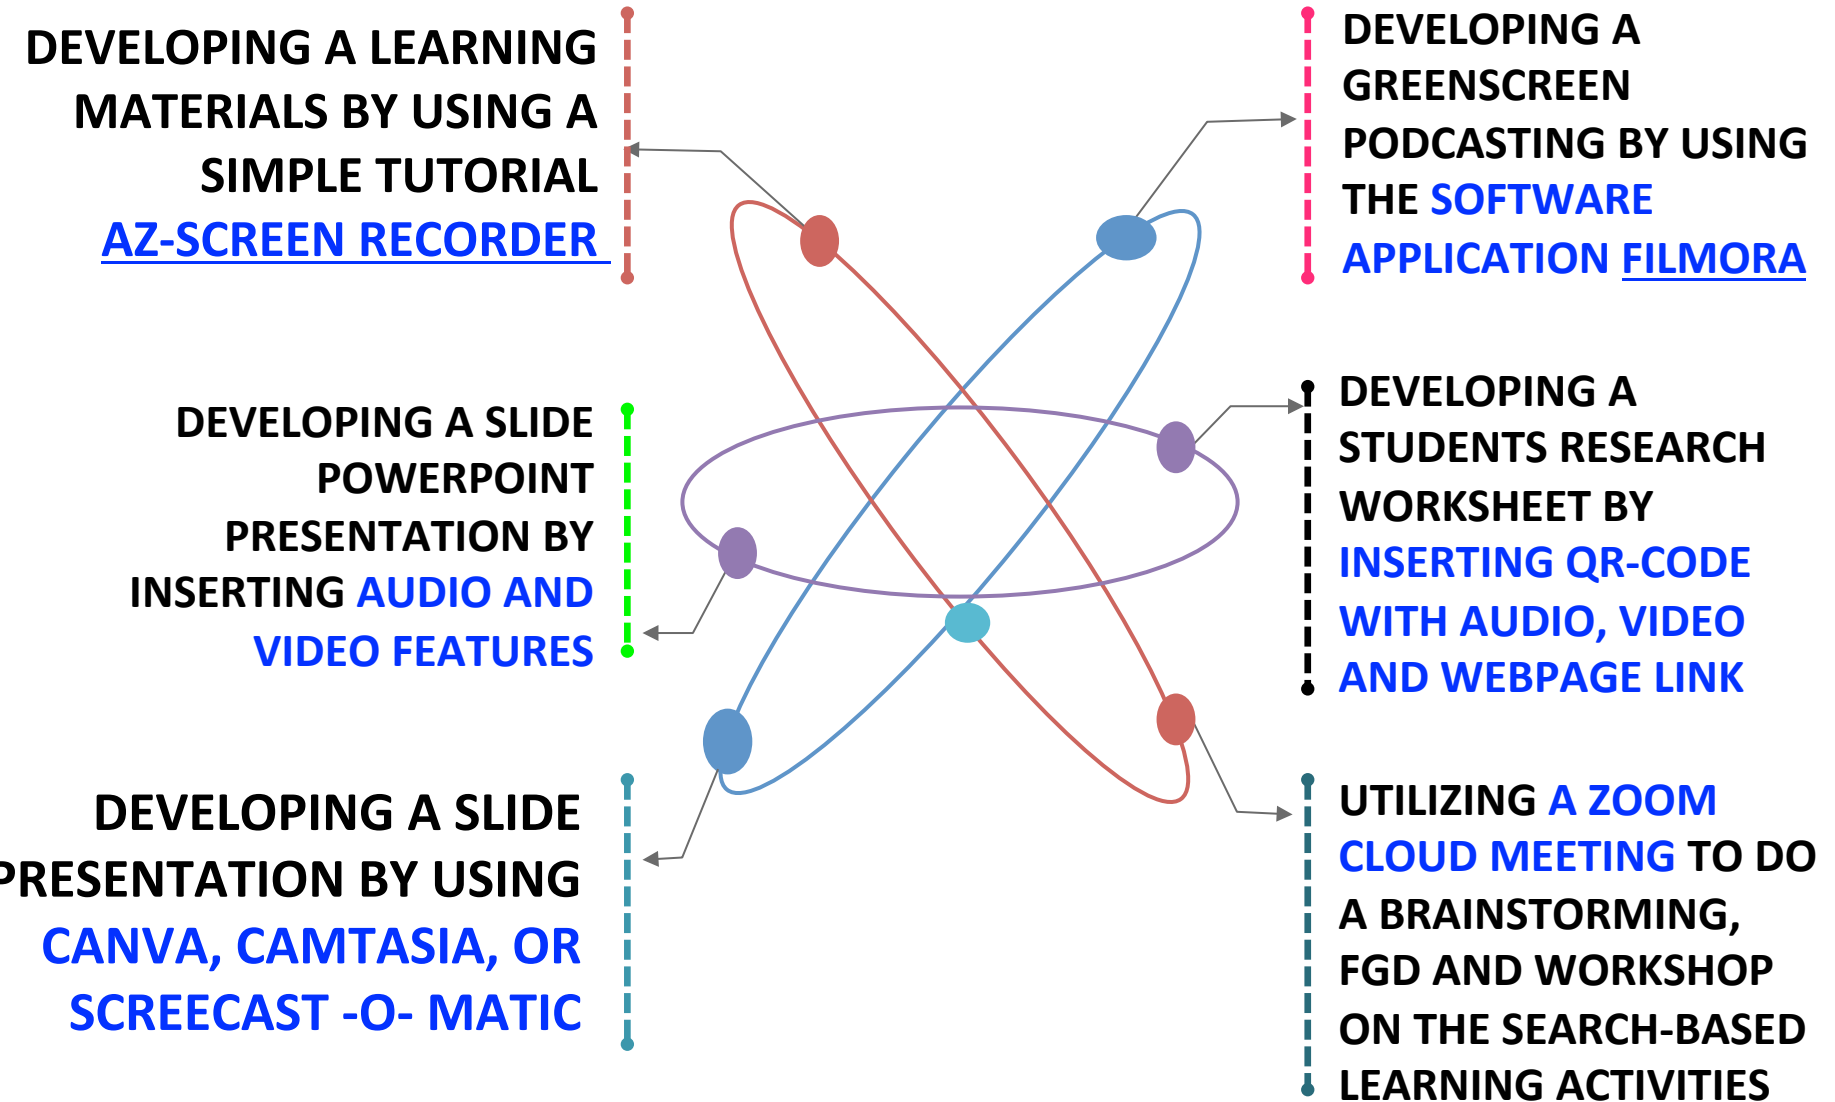 DEVELOPING A LEARNING
MATERIALS BY USING A
SIMPLE TUTORIAL
AZ-SCREEN RECORDER
DEVELOPING A SLIDE
POWERPOINT
PRESENTATION BY
INSERTING AUDIO AND
VIDEO FEATURES
DEVELOPING A SLIDE
PRESENTATION BY USING
CANVA, CAMTASIA, OR
SCREECAST -O- MATIC
DEVELOPING A
GREENSCREEN
PODCASTING BY USING
THE SOFTWARE
APPLICATION FILMORA
DEVELOPING A
STUDENTS RESEARCH
WORKSHEET BY
INSERTING QR-CODE
WITH AUDIO, VIDEO
AND WEBPAGE LINK
UTILIZING A ZOOM
CLOUD MEETING TO DO
A BRAINSTORMING,
FGD AND WORKSHOP
ON THE SEARCH-BASED
LEARNING ACTIVITIES